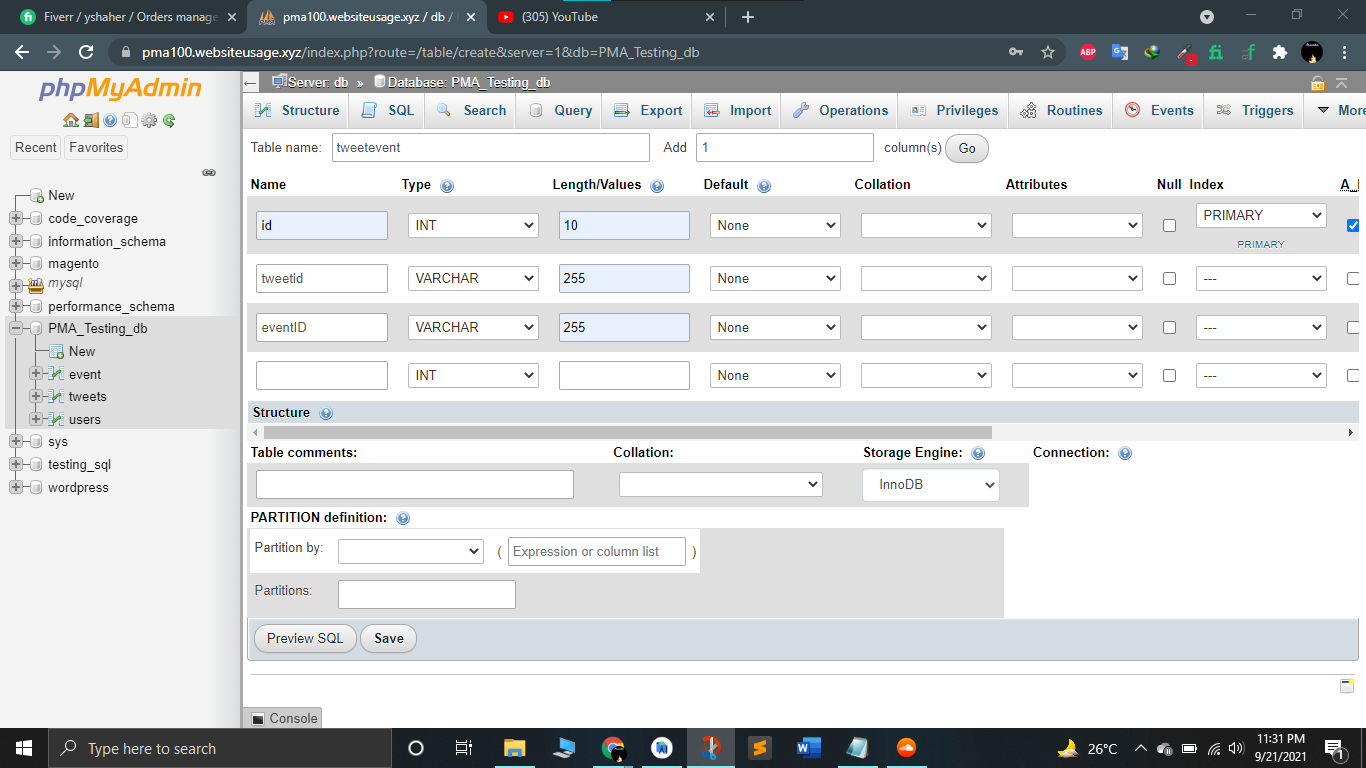 Fiverr / yshaher / Orders manage
pma100.websiteusage.xyz / db /
(305) YouTube
pma100.websiteusage.xyz/index.php?route=/table/create&server=1&db=PMA_Testing_db
ABP
phpMyAdmin
Recent
Favorites
New
code_coverage
information_schema
magento
mysql
performance_schema
PMA_Testing_db
New
event
tweets
users
sys
testing_sql
wordpress
Server: db » Database: PMA_Testing_db
Structure SQL Search Query Export Import Operations Privileges Routines Events Triggers More
Table name: tweetevent Add 1 column(s) Go
Name Type Length/Values Default Collation Attributes Null Index A_I
id INT 10 None PRIMARY
PRIMARY
tweetid VARCHAR 255 None ---
eventID VARCHAR 255 None ---
INT None ---
Structure
Table comments: Collation: Storage Engine: Connection:
InnoDB
PARTITION definition:
Partition by: ( Expression or column list )
Partitions:
Preview SQL Save
Console
Type here to search
26°C
11:31 PM
9/21/2021
1